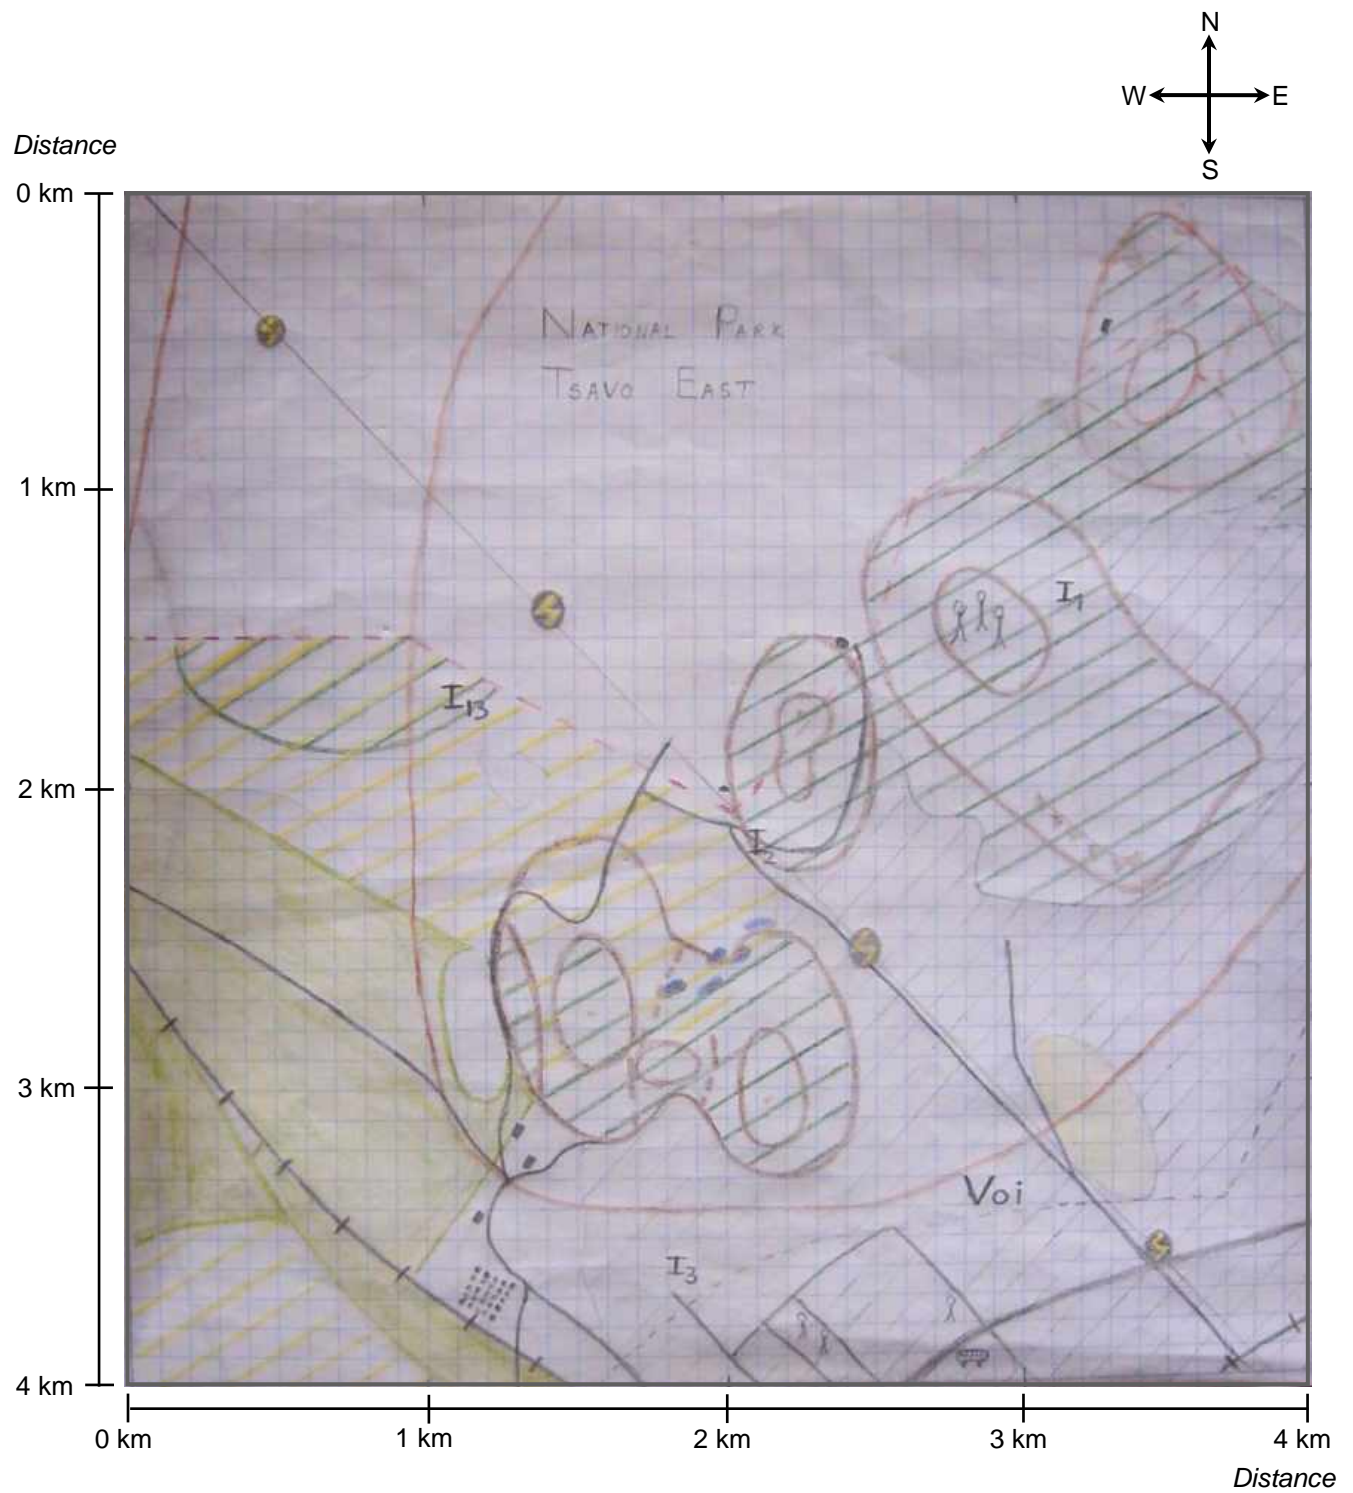 N
W E
S
Distance
0 km
NATIONAL PARK
TSAVO EAST
1 km
I1
I13
2 km
I2
3 km
Voi
I3
4 km
0 km 1 km 2 km 3 km 4 km
Distance